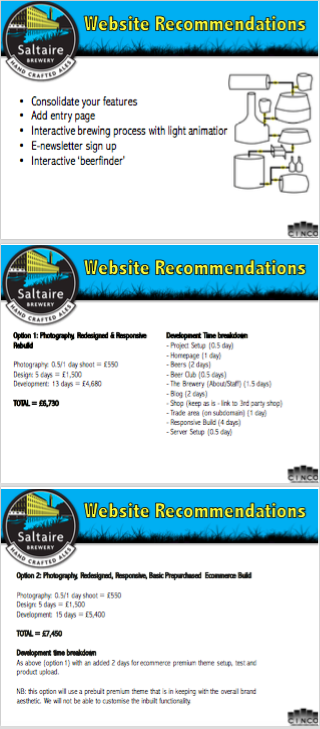 Website Recommendations
Saltaire
BREWERY
HAND CRAFTED ALES
• Consolidate your features
• Add entry page
• Interactive brewing process with light animation
• E-newsletter sign up
• Interactive 'beerfinder'
CINCO
Website Recommendations
Saltaire
BREWERY
HAND CRAFTED ALES
Option 1: Photography, Redesigned & Responsive
Rebuild
Photography: 0.5/1 day shoot = £550
Design: 5 days = £1,500
Development: 13 days = £4,680
TOTAL = £6,730
Development Time breakdown
- Project Setup (0.5 day)
- Homepage (1 day)
- Beers (2 days)
- Beer Club (0.5 days)
- The Brewery (About/Staff) (1.5 days)
- Blog (2 days)
- Shop (keep as is - link to 3rd party shop)
- Trade area (on subdomain) (1 day)
- Responsive Build (4 days)
- Server Setup (0.5 day)
CINCO
Website Recommendations
Saltaire
BREWERY
HAND CRAFTED ALES
Option 2: Photography, Redesigned, Responsive, Basic Prepurchased Ecommerce Build
Photography: 0.5/1 day shoot = £550
Design: 5 days = £1,500
Development: 15 days = £5,400
TOTAL = £7,450
Development time breakdown
As above (option 1) with an added 2 days for ecommerce premium theme setup, test and
product upload.
NB: this option will use a prebuilt premium theme that is in keeping with the overall brand
aesthetic. We will not be able to customise the inbuilt functionality.
CINCO